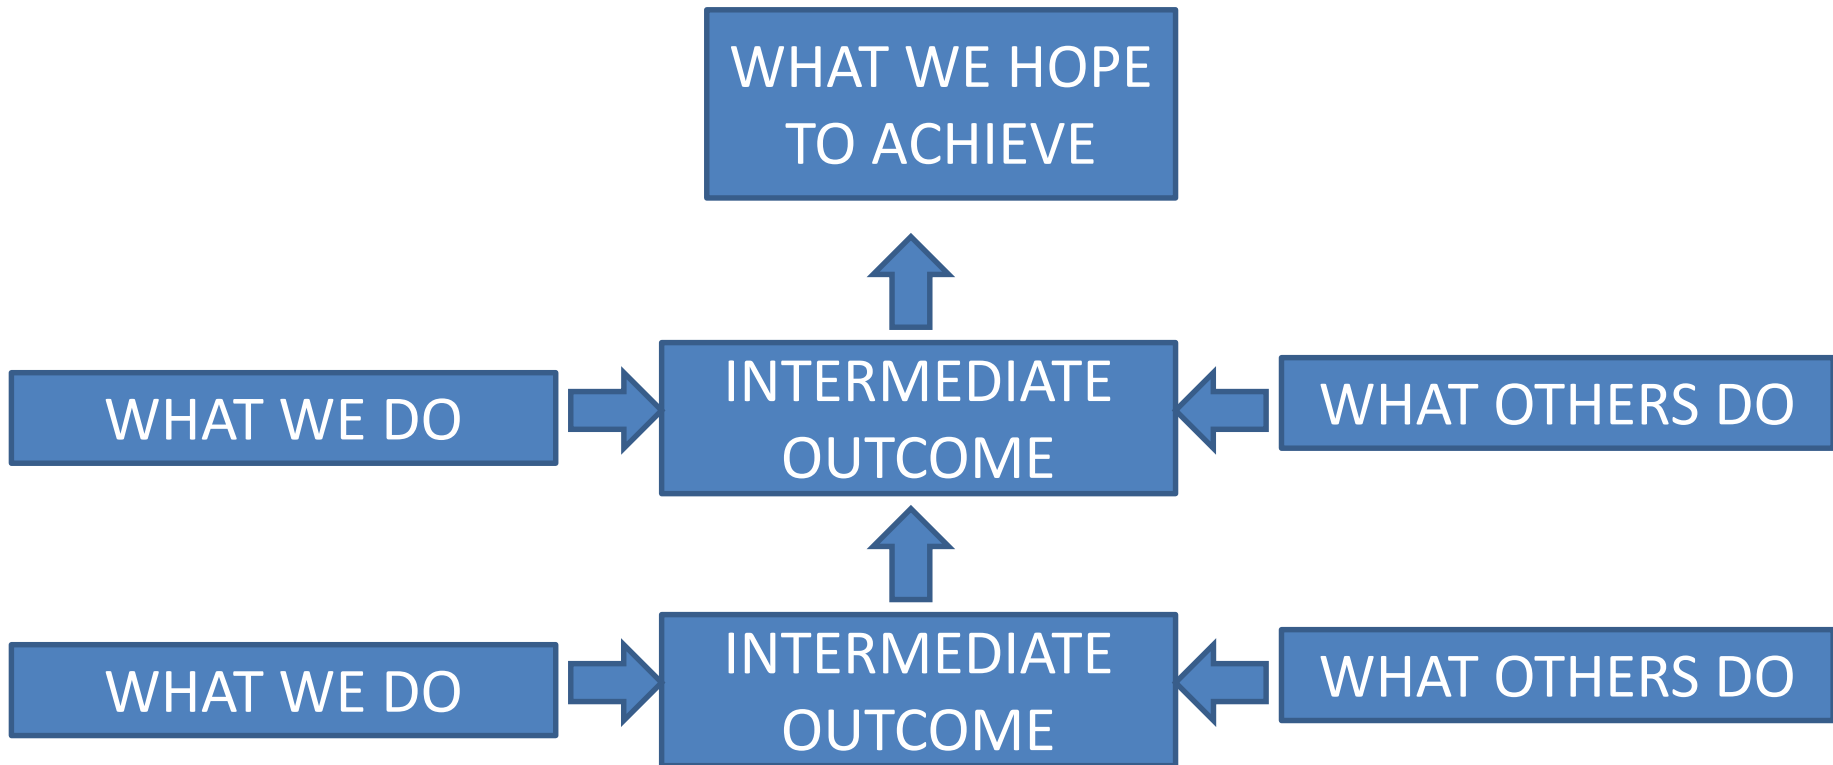 WHAT WE HOPE
TO ACHIEVE
WHAT WE DO
INTERMEDIATE
OUTCOME
WHAT OTHERS DO
WHAT WE DO
INTERMEDIATE
OUTCOME
WHAT OTHERS DO